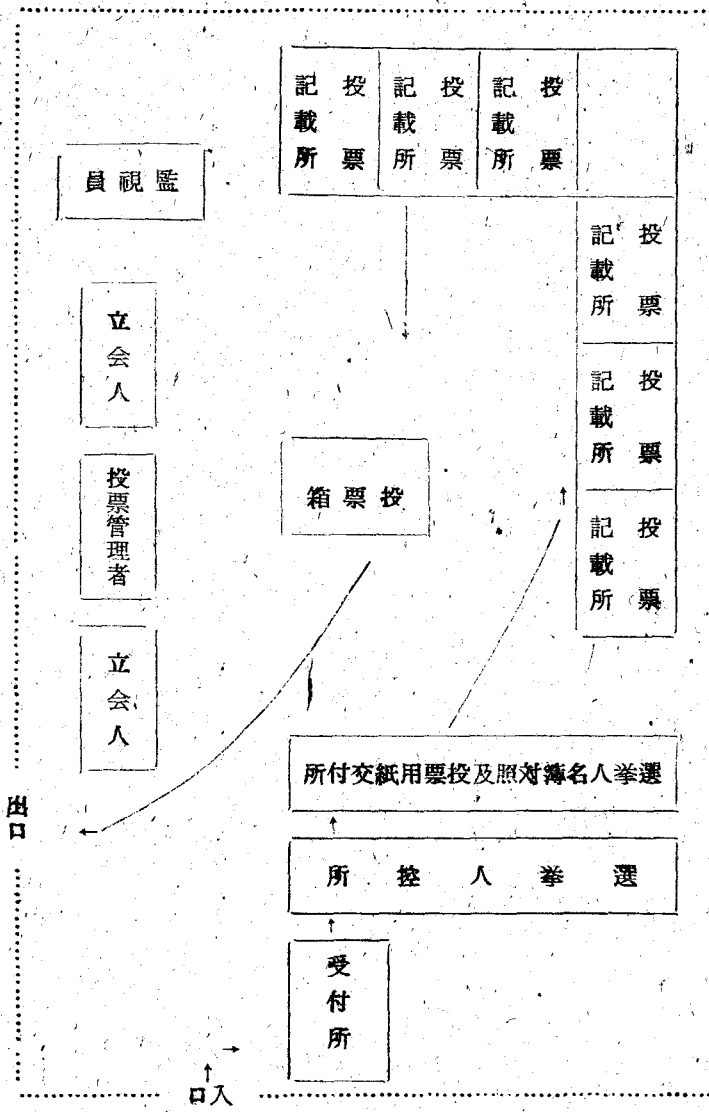 投票
記載所
投票
記載所
投票
記載所
投票
記載所
投票
記載所
投票
記載所
監視員
立会人
投票管理者
立会人
投票箱
選挙人名簿対照及投票用紙交付所
選挙人控所
受付所
出口
入口